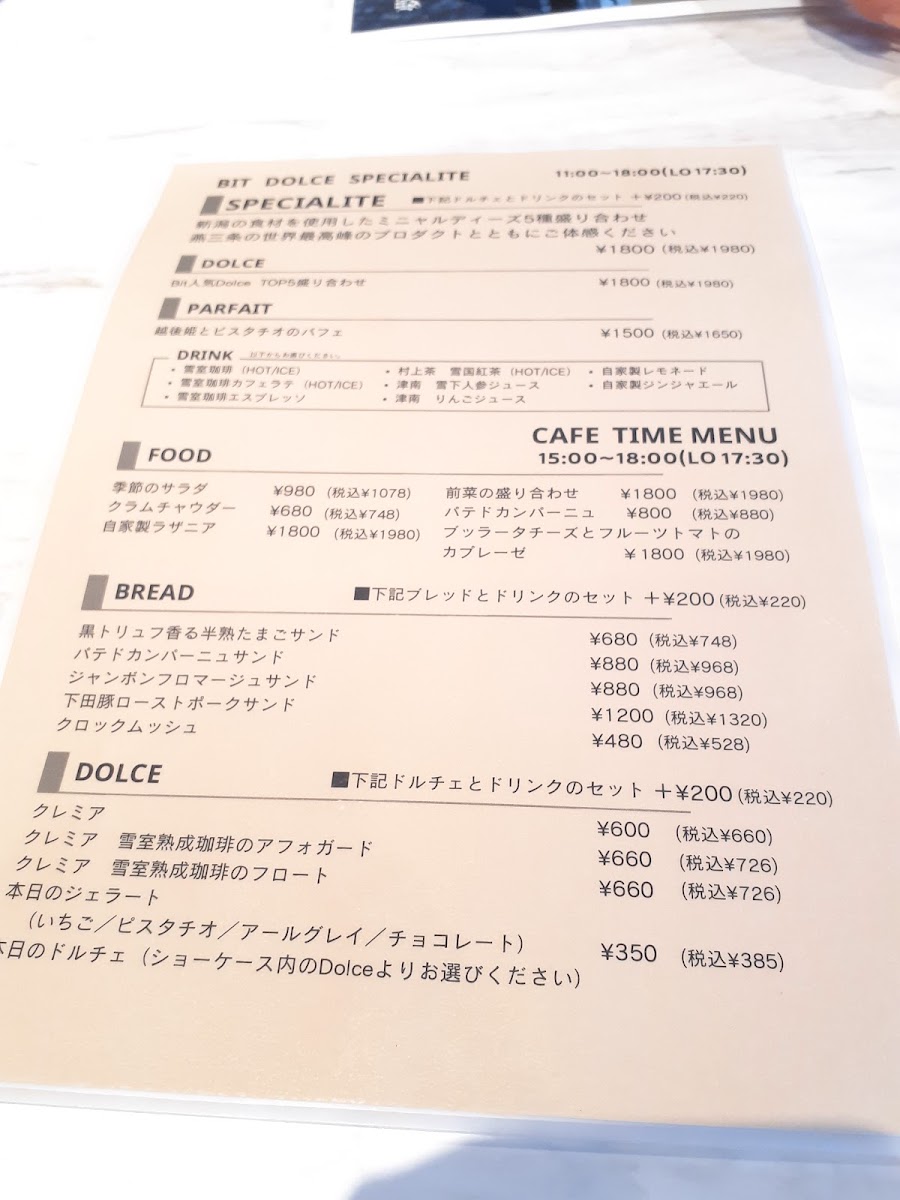 BIT DOLCE SPECIALITE 11:00~18:00(LO 17:30)
SPECIALITE ■下記ドルチェとドリンクのセット +¥200(税込¥220)
新潟の食材を使用したミニャルディーズ5種盛り合わせ
燕三条の世界最高峰のプロダクトとともにご体感ください
¥1800 (税込¥1980)
DOLCE
Bit人気Dolce TOP5盛り合わせ ¥1800 (税込¥1980)
PARFAIT
越後姫とピスタチオのパフェ ¥1500 (税込¥1650)
DRINK 以下からお選びください。
・雪室珈琲 (HOT/ICE) ・村上茶 雪国紅茶 (HOT/ICE) ・自家製レモネード
・雪室珈琲カフェラテ (HOT/ICE) ・津南 雪下人参ジュース ・自家製ジンジャエール
・雪室珈琲エスプレッソ ・津南 りんごジュース
CAFE TIME MENU
15:00~18:00(LO 17:30)
FOOD
季節のサラダ ¥980 (税込¥1078) 前菜の盛り合わせ ¥1800 (税込¥1980)
クラムチャウダー ¥680 (税込¥748) パテドカンパーニュ ¥800 (税込¥880)
自家製ラザニア ¥1800 (税込¥1980) ブッラータチーズとフルーツトマトの
カプレーゼ ¥1800 (税込¥1980)
BREAD ■下記ブレッドとドリンクのセット +¥200(税込¥220)
黒トリュフ香る半熟たまごサンド ¥680 (税込¥748)
パテドカンパーニュサンド ¥880 (税込¥968)
ジャンボンフロマージュサンド ¥880 (税込¥968)
下田豚ローストポークサンド ¥1200 (税込¥1320)
クロックムッシュ ¥480 (税込¥528)
DOLCE ■下記ドルチェとドリンクのセット +¥200(税込¥220)
クレミア ¥600 (税込¥660)
クレミア 雪室熟成珈琲のアフォガード ¥660 (税込¥726)
クレミア 雪室熟成珈琲のフロート ¥660 (税込¥726)
本日のジェラート
(いちご/ピスタチオ/アールグレイ/チョコレート) ¥350 (税込¥385)
本日のドルチェ (ショーケース内のDolceよりお選びください)